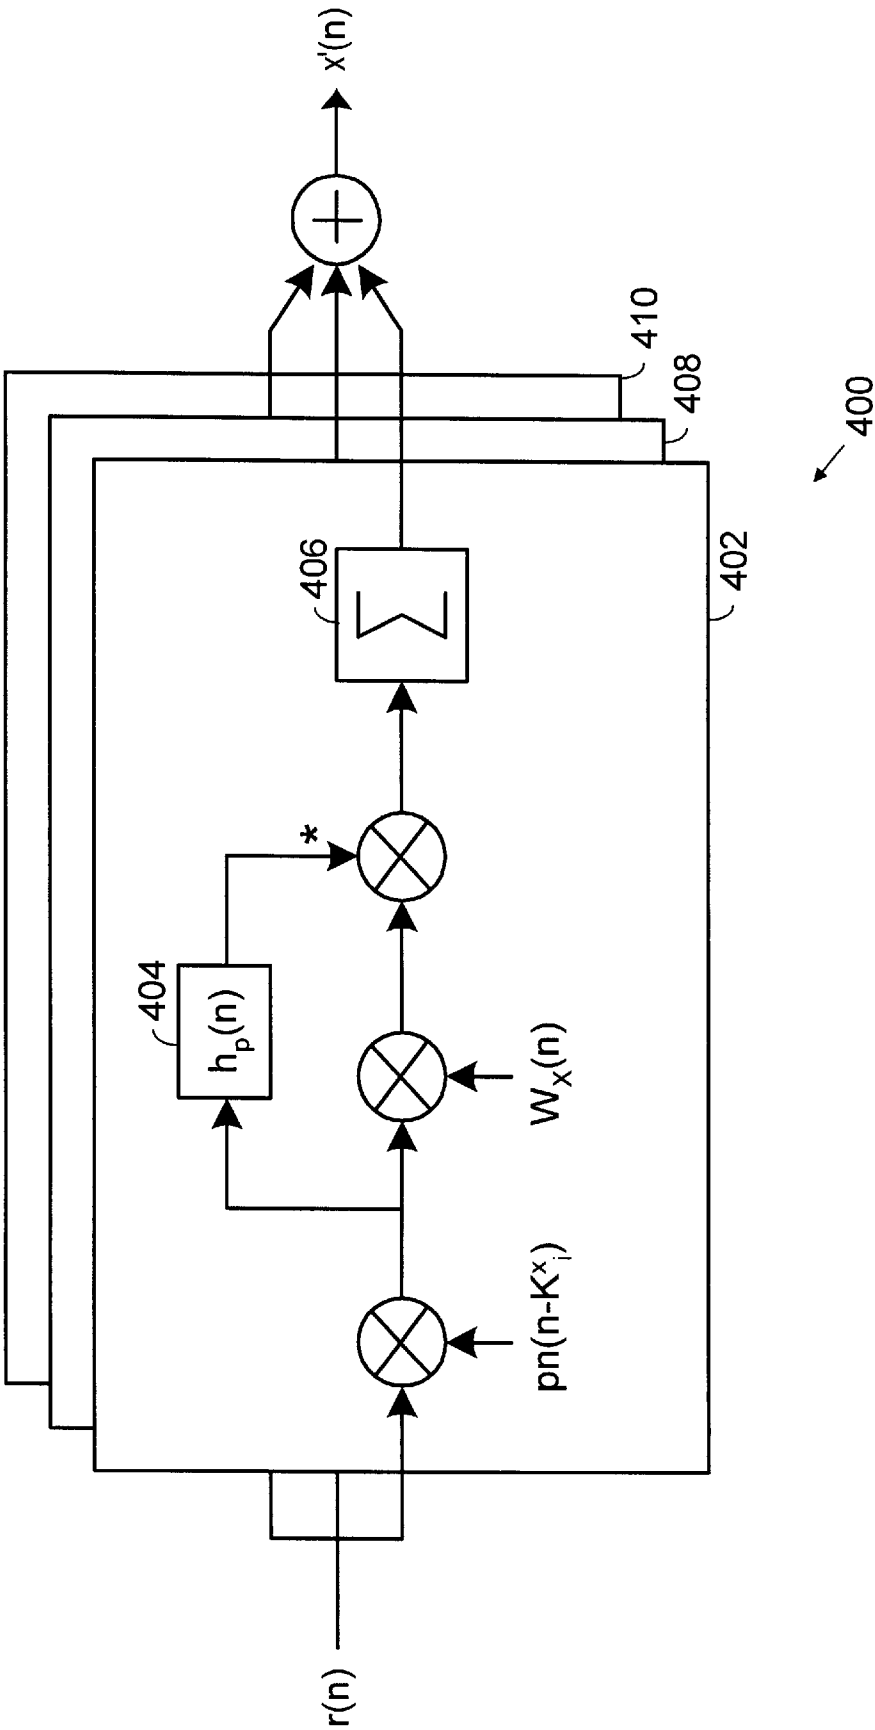 r(n)
pn(n-K^x_i)
W_x(n)
404
h_p(n)
*
406
Σ
402
408
410
+
x'(n)
400